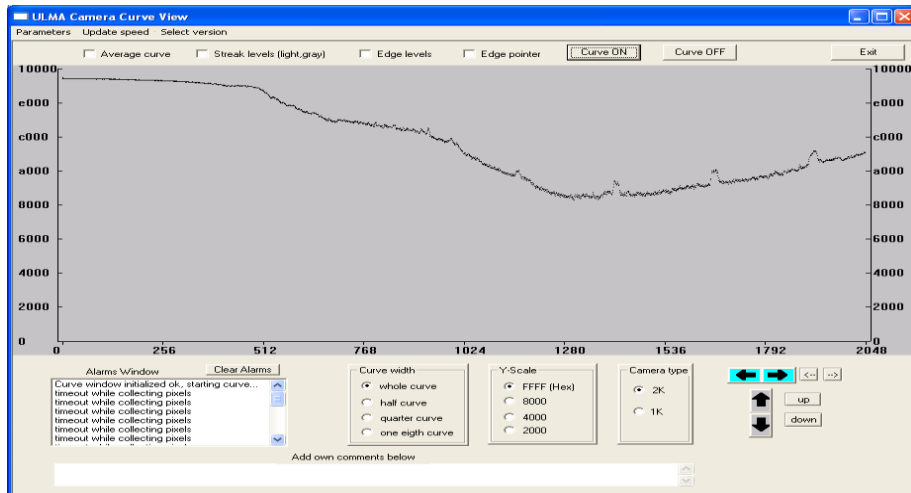 ULMA Camera Curve View
Parameters Update speed Select version
Average curve Streak levels (light,gray) Edge levels Edge pointer Curve ON Curve OFF Exit
10000 10000
e000 e000
c000 c000
a000 a000
8000 8000
6000 6000
4000 4000
2000 2000
0 0
0 256 512 768 1024 1280 1536 1792 2048
Alarms Window Clear Alarms Curve width Y-Scale Camera type
Curve window initialized ok, starting curve... whole curve FFFF (Hex) 2K <-- -->
timeout while collecting pixels half curve 8000 up
timeout while collecting pixels quarter curve 4000 1K down
timeout while collecting pixels one eigth curve 2000
timeout while collecting pixels
timeout while collecting pixels
Add own comments below